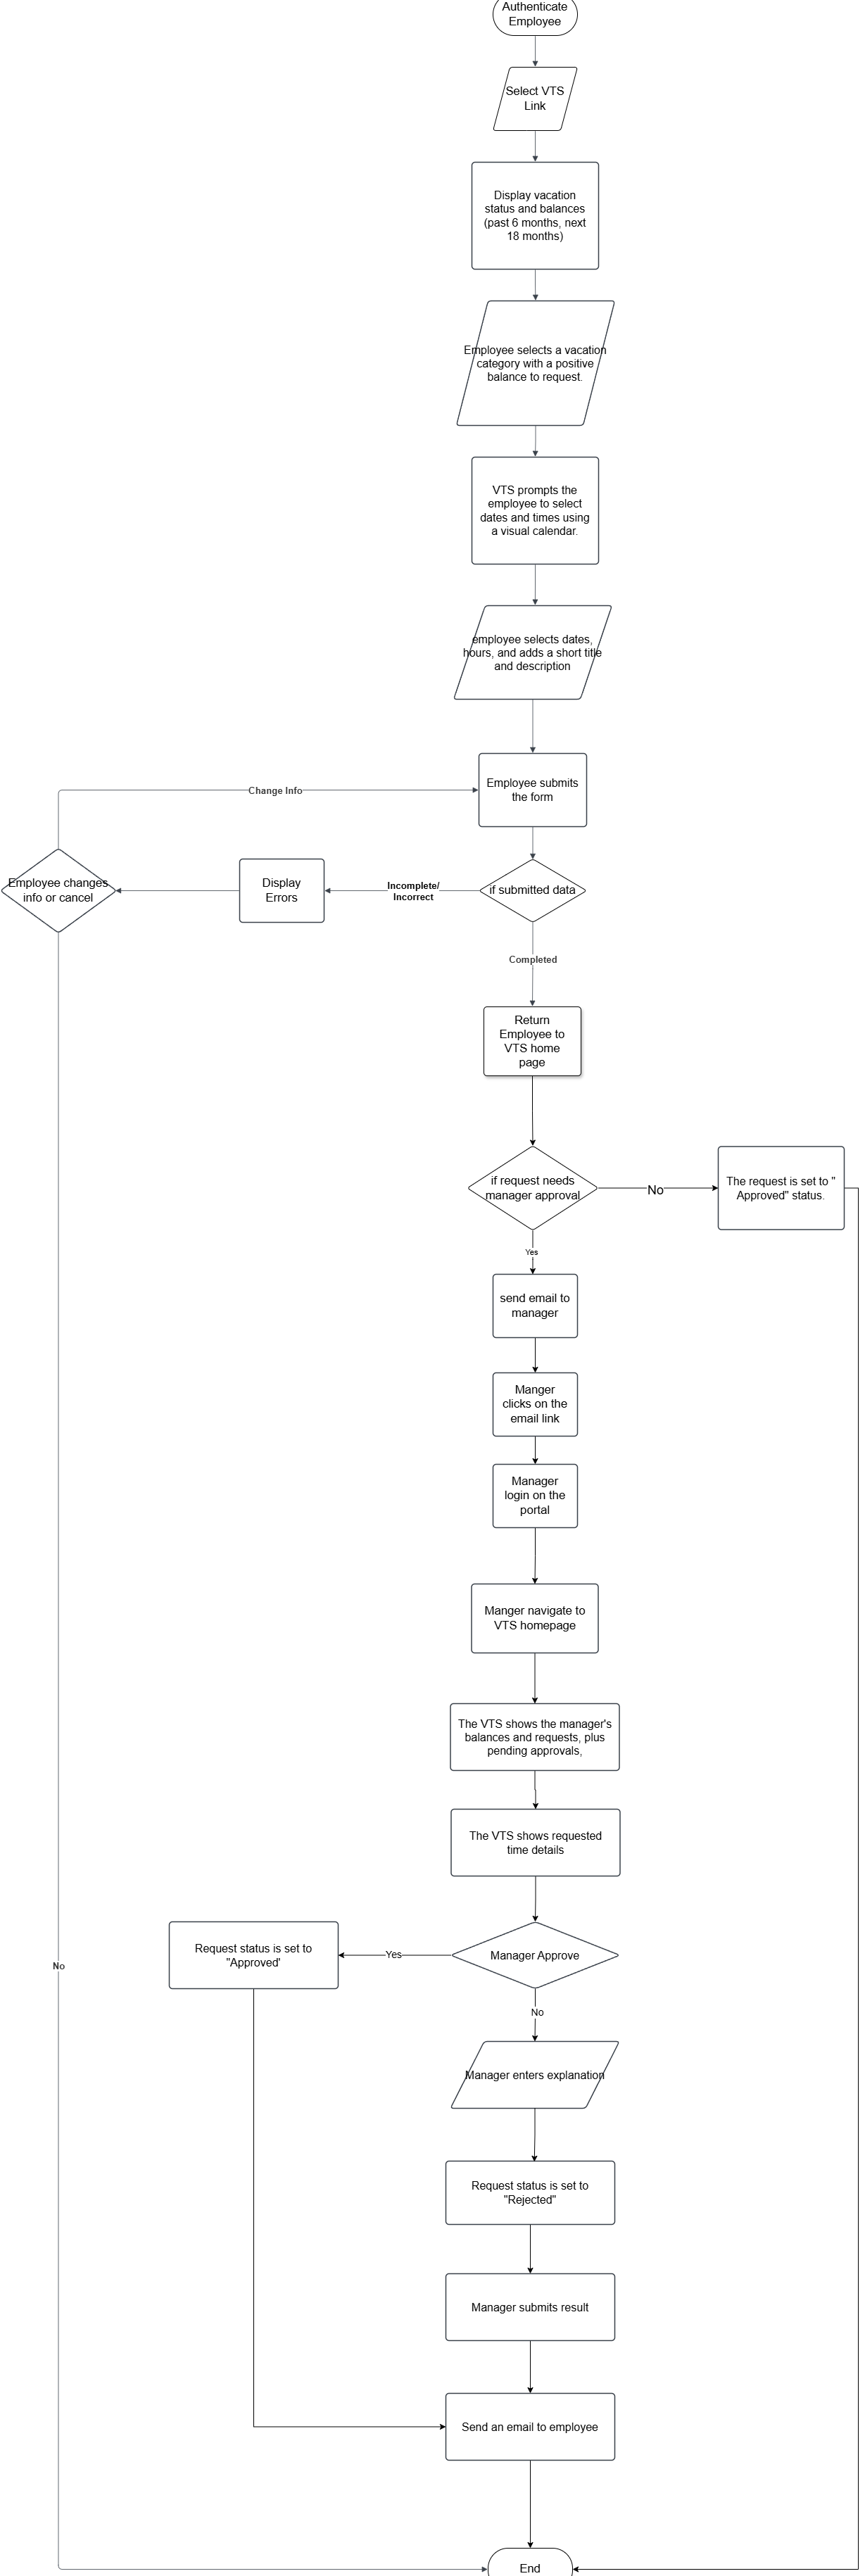 Authenticate
Employee
Select VTS
Link
Display vacation
status and balances
(past 6 months, next
18 months)
Employee selects a vacation
category with a positive
balance to request.
VTS prompts the
employee to select
dates and times using
a visual calendar.
employee selects dates,
hours, and adds a short title
and description
Employee submits
the form
Change Info
Employee changes
info or cancel
Display
Errors
Incomplete/
Incorrect
if submitted data
Completed
Return
Employee to
VTS home
page
if request needs
manager approval
No
The request is set to "
Approved" status.
Yes
send email to
manager
Manger
clicks on the
email link
Manager
login on the
portal
Manger navigate to
VTS homepage
The VTS shows the manager's
balances and requests, plus
pending approvals,
The VTS shows requested
time details
Request status is set to
"Approved'
Yes
Manager Approve
No
No
Manager enters explanation
Request status is set to
"Rejected"
Manager submits result
Send an email to employee
End